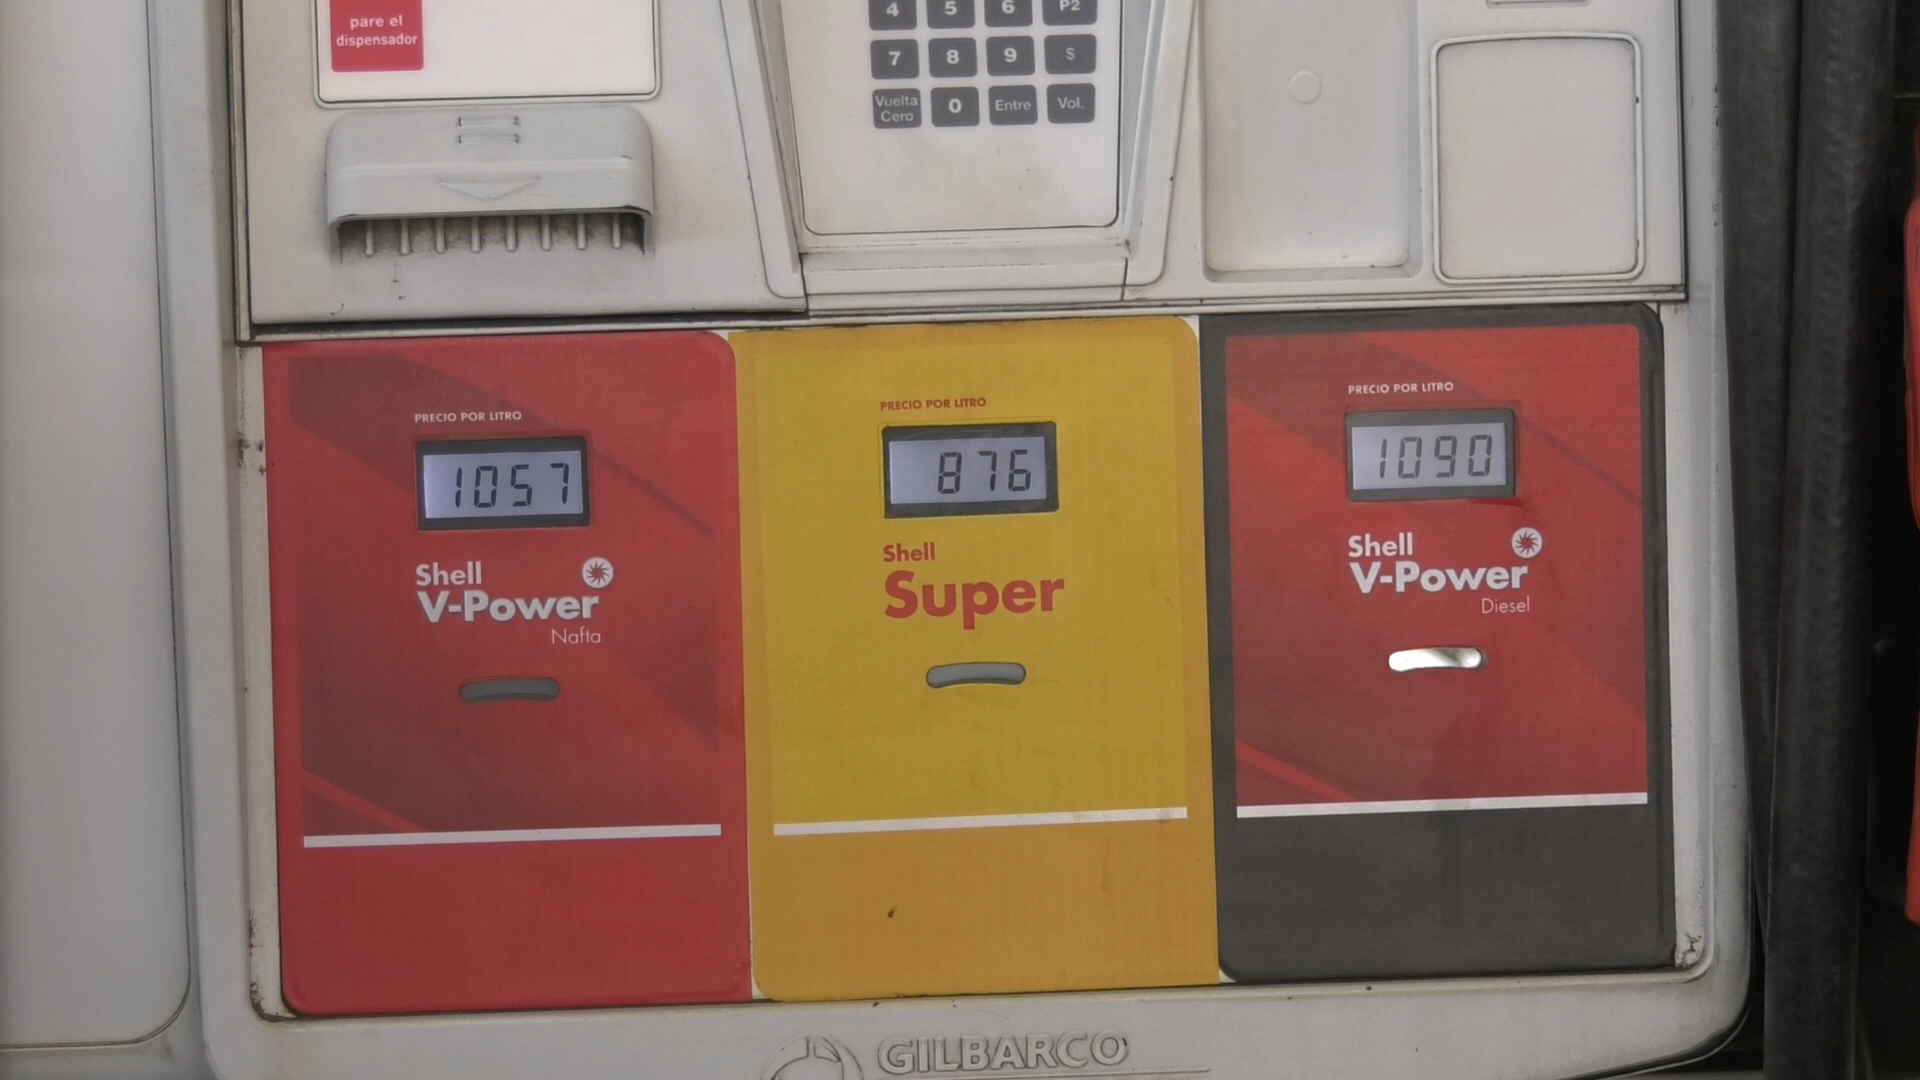 pare el
dispensador
4 5 6 P2
7 8 9 $
Vuelta
Cero
0 Entre Vol.
PRECIO POR LITRO
1057
Shell
V-Power
Nafta
PRECIO POR LITRO
876
Shell
Super
PRECIO POR LITRO
1090
Shell
V-Power
Diesel
GILBARCO